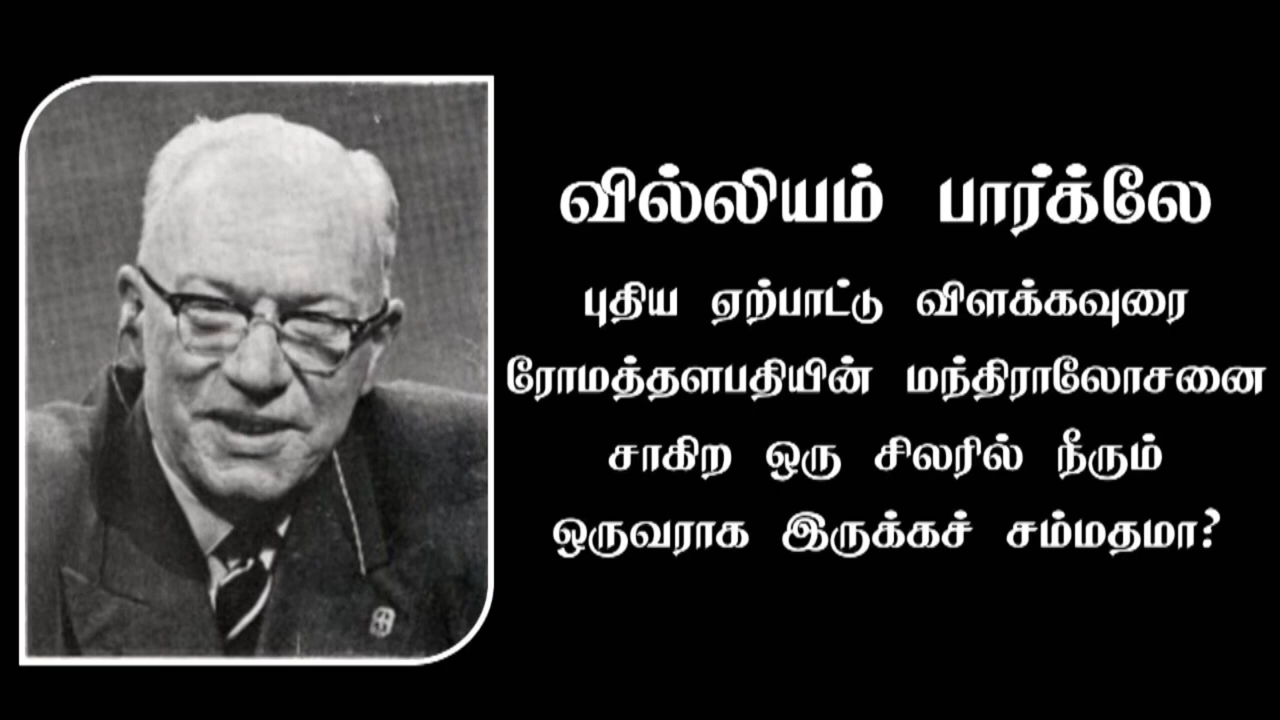 வில்லியம் பார்க்லே
புதிய ஏற்பாட்டு விளக்கவுரை
ரோமத்தளபதியின் மந்திராலோசனை
சாகிற ஒரு சிலரில் நீரும்
ஒருவராக இருக்கச் சம்மதமா?